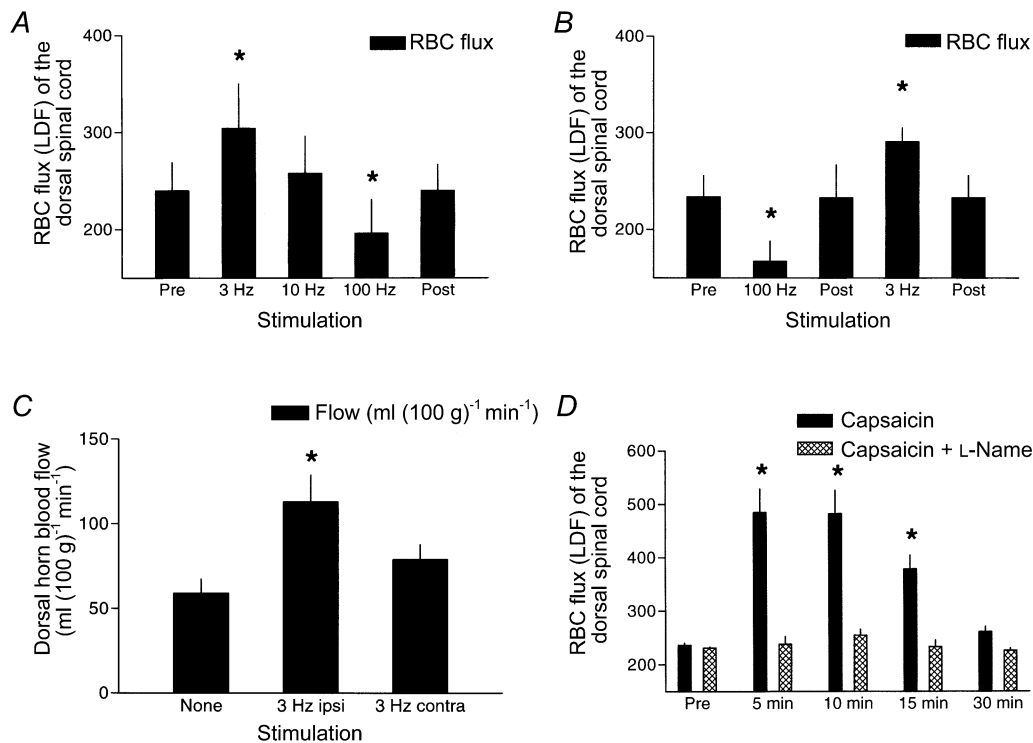 A
RBC flux
RBC flux (LDF) of the
dorsal spinal cord
400
300
200
*
*
Pre 3 Hz 10 Hz 100 Hz Post
Stimulation
B
RBC flux
RBC flux (LDF) of the
dorsal spinal cord
400
300
200
*
*
Pre 100 Hz Post 3 Hz Post
Stimulation
C
Flow (ml (100 g)-1 min-1)
Dorsal horn blood flow
(ml (100 g)-1 min-1)
150
100
50
0
*
None 3 Hz ipsi 3 Hz contra
Stimulation
D
Capsaicin
Capsaicin + L-Name
RBC flux (LDF) of the
dorsal spinal cord
600
500
400
300
200
*
*
*
Pre 5 min 10 min 15 min 30 min